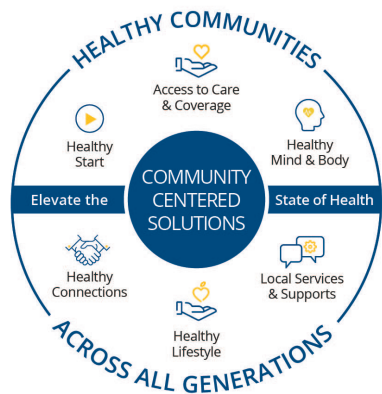 HEALTHY COMMUNITIES
Access to Care
& Coverage
Healthy
Start
Healthy
Mind & Body
Elevate the
COMMUNITY
CENTERED
SOLUTIONS
State of Health
Healthy
Connections
Local Services
& Supports
Healthy
Lifestyle
ACROSS ALL GENERATIONS